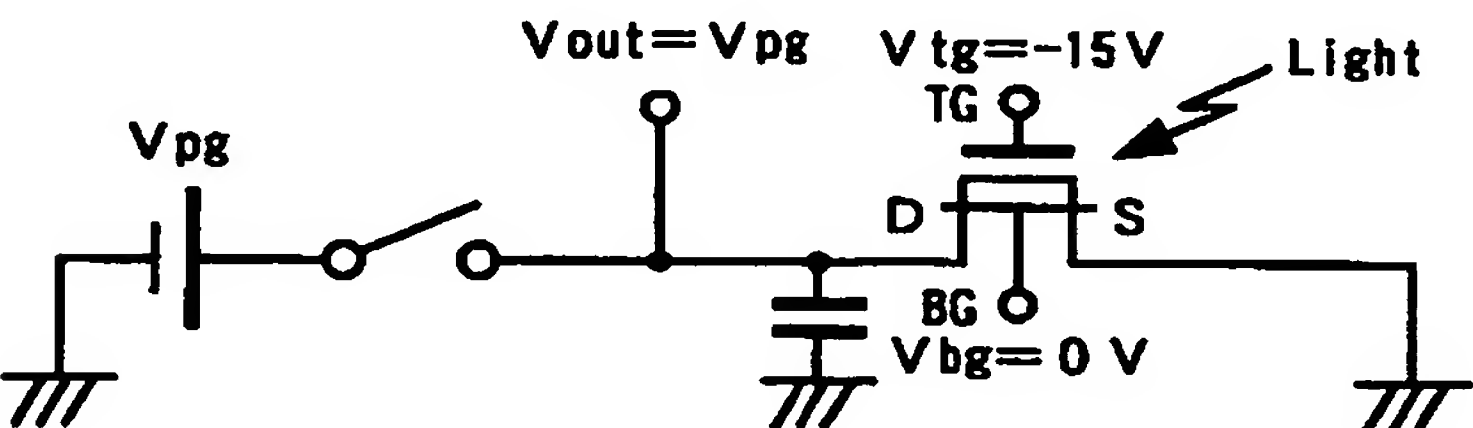 Vout=Vpg
Vtg=-15V
Light
TG
Vpg
D
S
BG
Vbg=0V